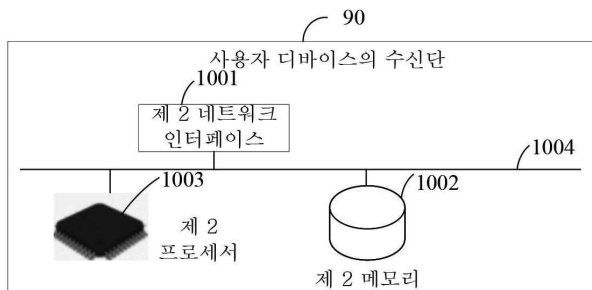 90
사용자 디바이스의 수신단
1001
제 2 네트워크
인터페이스
1004
1003
1002
제 2
프로세서
제 2 메모리